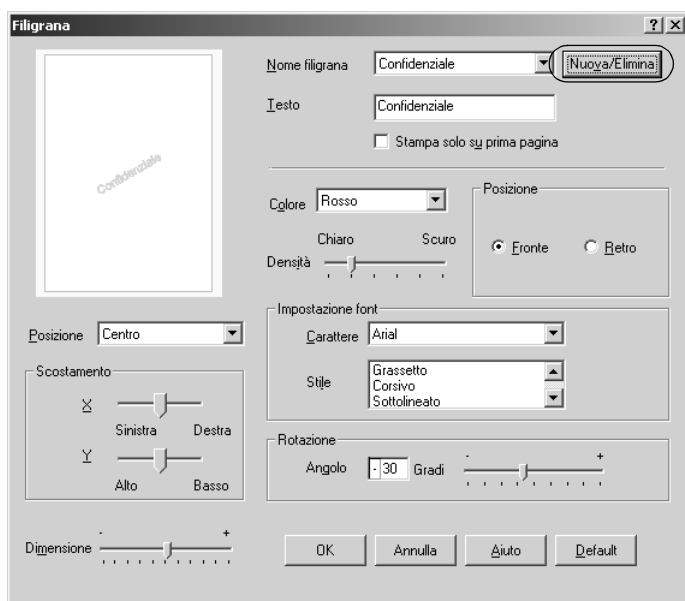 Filigrana
Confidenziale
Nome filigrana Confidenziale Nuova/Elimina
Testo Confidenziale
Stampa solo su prima pagina
Colore Rosso
Chiaro Scuro
Densità
Posizione
Fronte Retro
Posizione Centro
Impostazione font
Carattere Arial
Stile Grassetto
Corsivo
Sottolineato
Scostamento
X
Sinistra Destra
Y
Alto Basso
Rotazione
Angolo - 30 Gradi - +
Dimensione - +
OK Annulla Aiuto Default